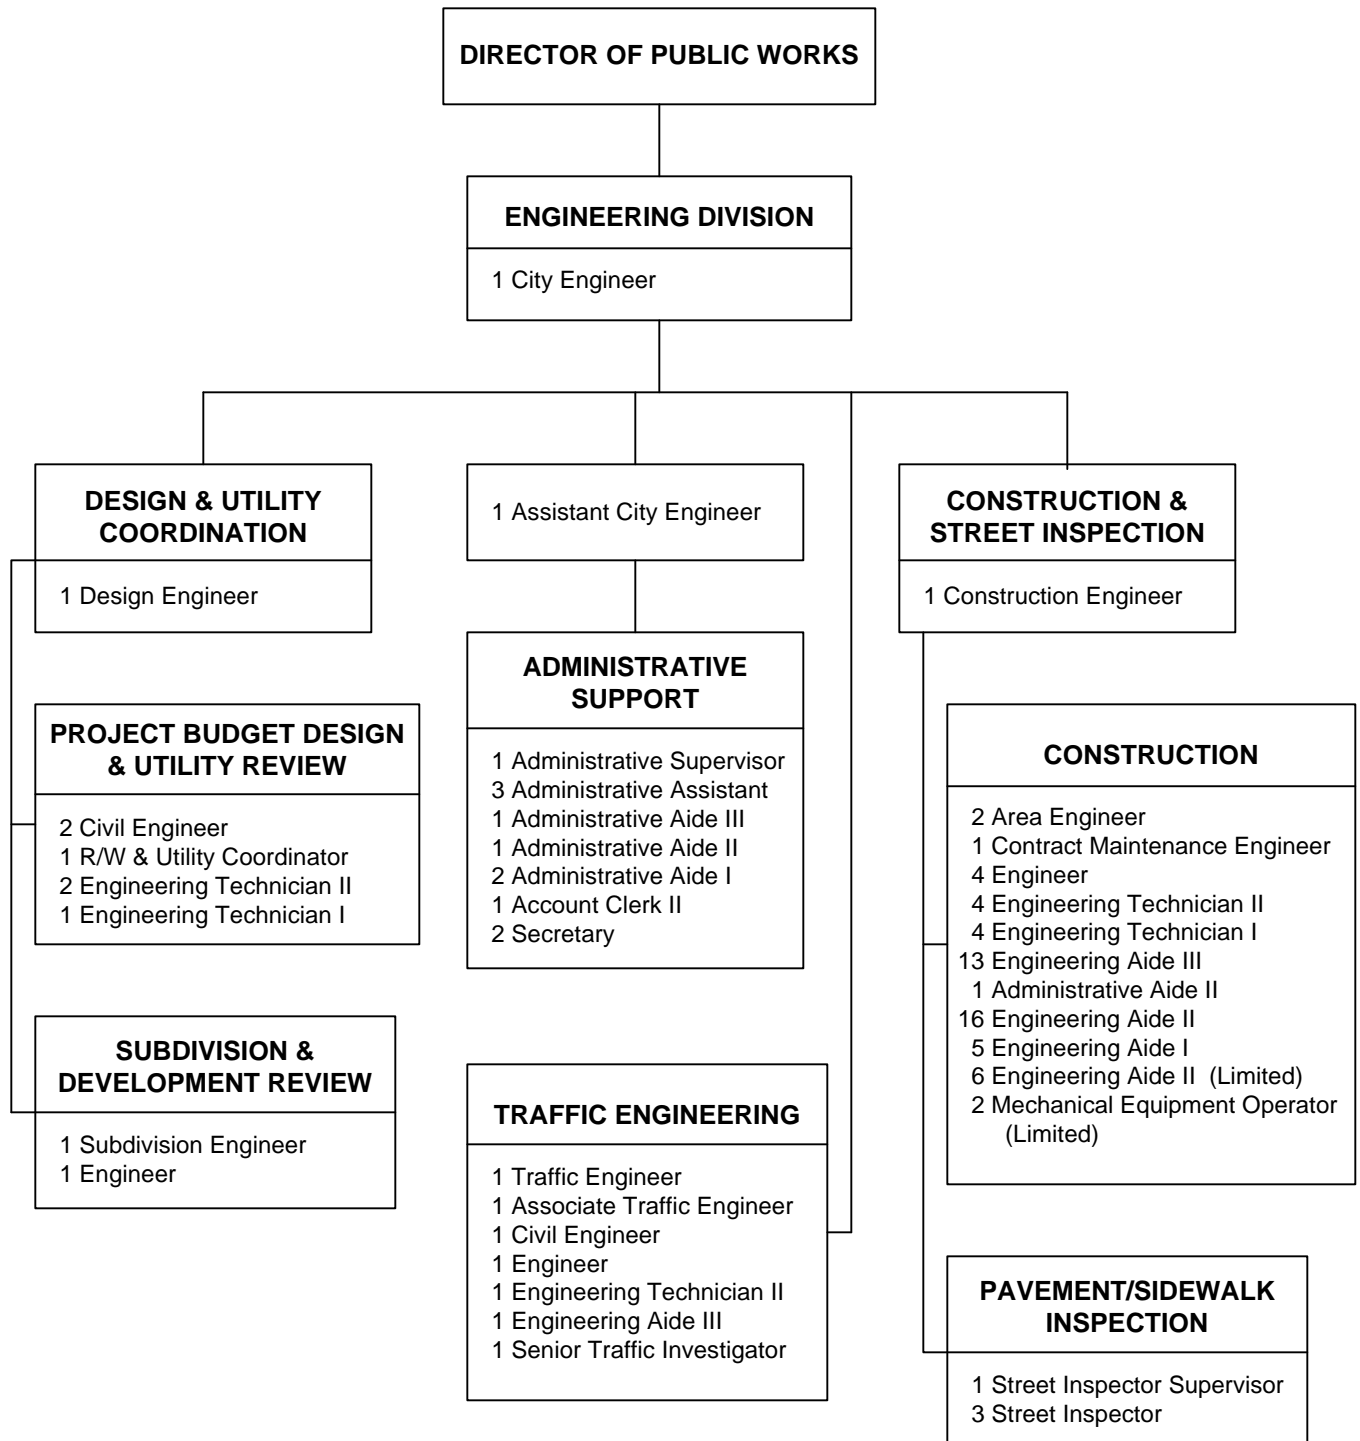 DIRECTOR OF PUBLIC WORKS
ENGINEERING DIVISION
1 City Engineer
DESIGN & UTILITY
COORDINATION
1 Design Engineer
PROJECT BUDGET DESIGN
& UTILITY REVIEW
2 Civil Engineer
1 R/W & Utility Coordinator
2 Engineering Technician II
1 Engineering Technician I
SUBDIVISION &
DEVELOPMENT REVIEW
1 Subdivision Engineer
1 Engineer
1 Assistant City Engineer
ADMINISTRATIVE
SUPPORT
1 Administrative Supervisor
3 Administrative Assistant
1 Administrative Aide III
1 Administrative Aide II
2 Administrative Aide I
1 Account Clerk II
2 Secretary
TRAFFIC ENGINEERING
1 Traffic Engineer
1 Associate Traffic Engineer
1 Civil Engineer
1 Engineer
1 Engineering Technician II
1 Engineering Aide III
1 Senior Traffic Investigator
CONSTRUCTION &
STREET INSPECTION
1 Construction Engineer
CONSTRUCTION
2 Area Engineer
1 Contract Maintenance Engineer
4 Engineer
4 Engineering Technician II
4 Engineering Technician I
13 Engineering Aide III
1 Administrative Aide II
16 Engineering Aide II
5 Engineering Aide I
6 Engineering Aide II (Limited)
2 Mechanical Equipment Operator
(Limited)
PAVEMENT/SIDEWALK
INSPECTION
1 Street Inspector Supervisor
3 Street Inspector